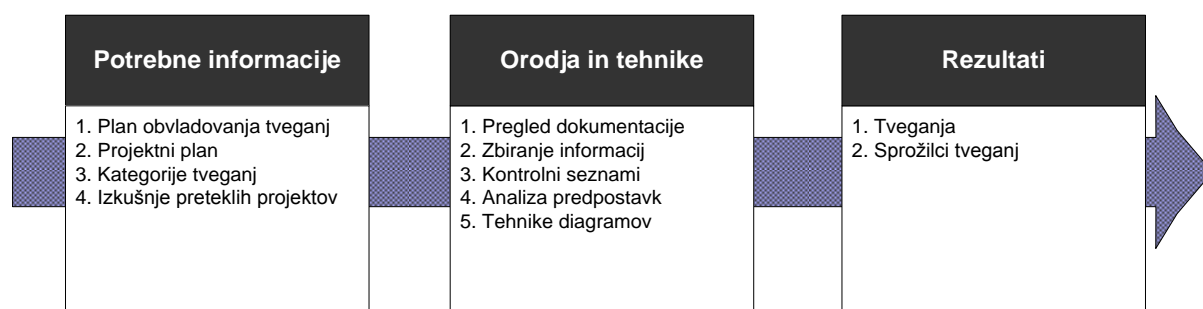 Potrebne informacije
1. Plan obvladovanja tveganj
2. Projektni plan
3. Kategorije tveganj
4. Izkušnje preteklih projektov
Orodja in tehnike
1. Pregled dokumentacije
2. Zbiranje informacij
3. Kontrolni seznami
4. Analiza predpostavk
5. Tehnike diagramov
Rezultati
1. Tveganja
2. Sprožilci tveganj